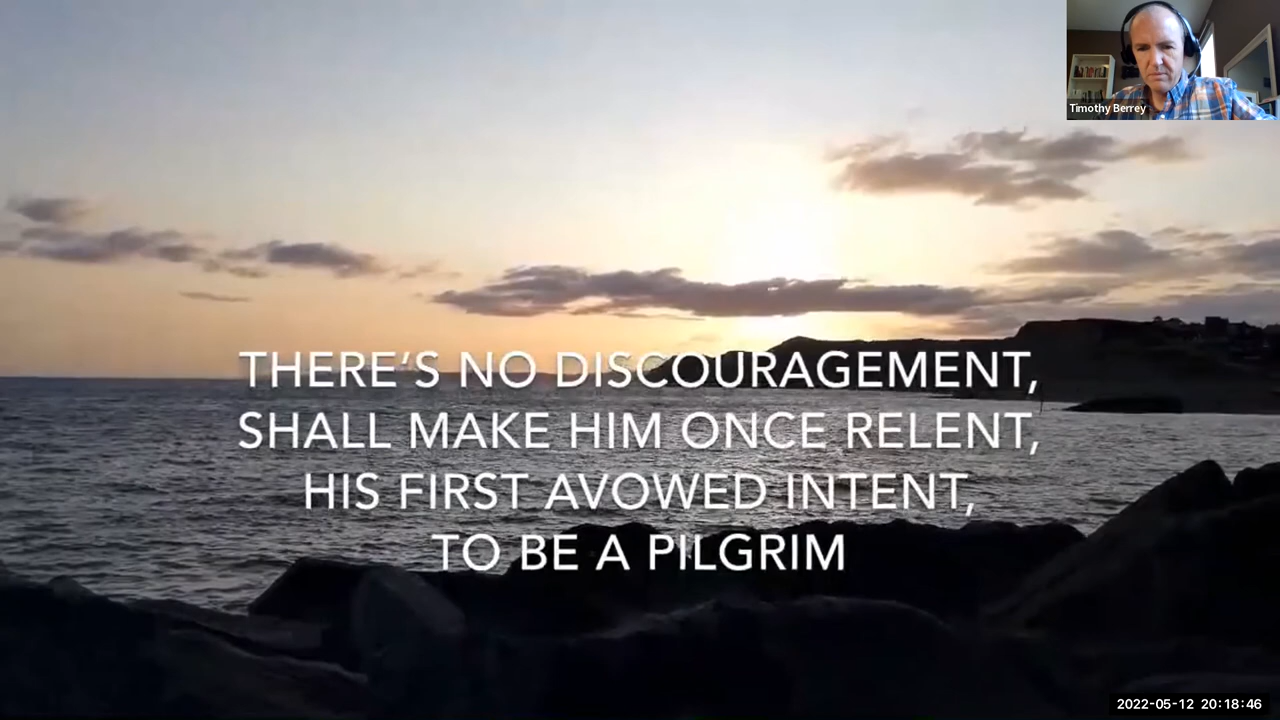 Timothy Berrey
THERE'S NO DISCOURAGEMENT,
SHALL MAKE HIM ONCE RELENT,
HIS FIRST AVOWED INTENT,
TO BE A PILGRIM
2022-05-12 20:18:46